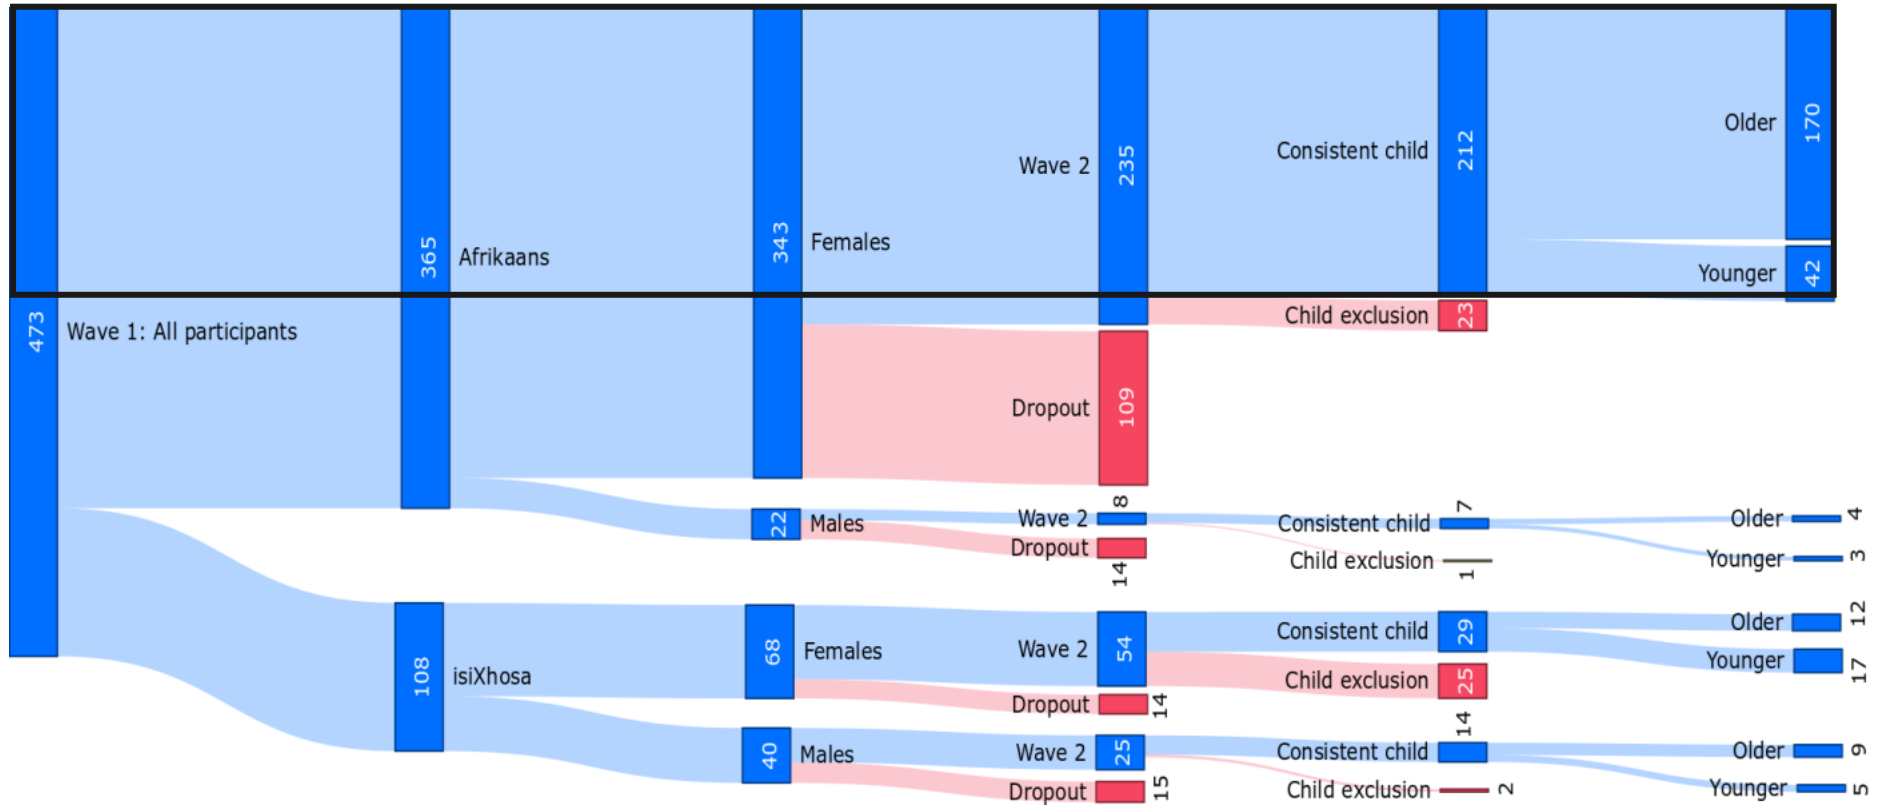 473 Wave 1: All participants
365 Afrikaans
343 Females
Wave 2 235
Consistent child 212
Older 170
Younger 42
Child exclusion 23
Dropout 109
22 Males
Wave 2 8
Consistent child 7
Older 4
Younger 3
Child exclusion 1
Dropout 14
108 isiXhosa
68 Females
Wave 2 54
Consistent child 29
Older 12
Younger 17
Child exclusion 25
Dropout 14
40 Males
Wave 2 25
Consistent child 14
Older 9
Younger 5
Child exclusion 2
Dropout 15